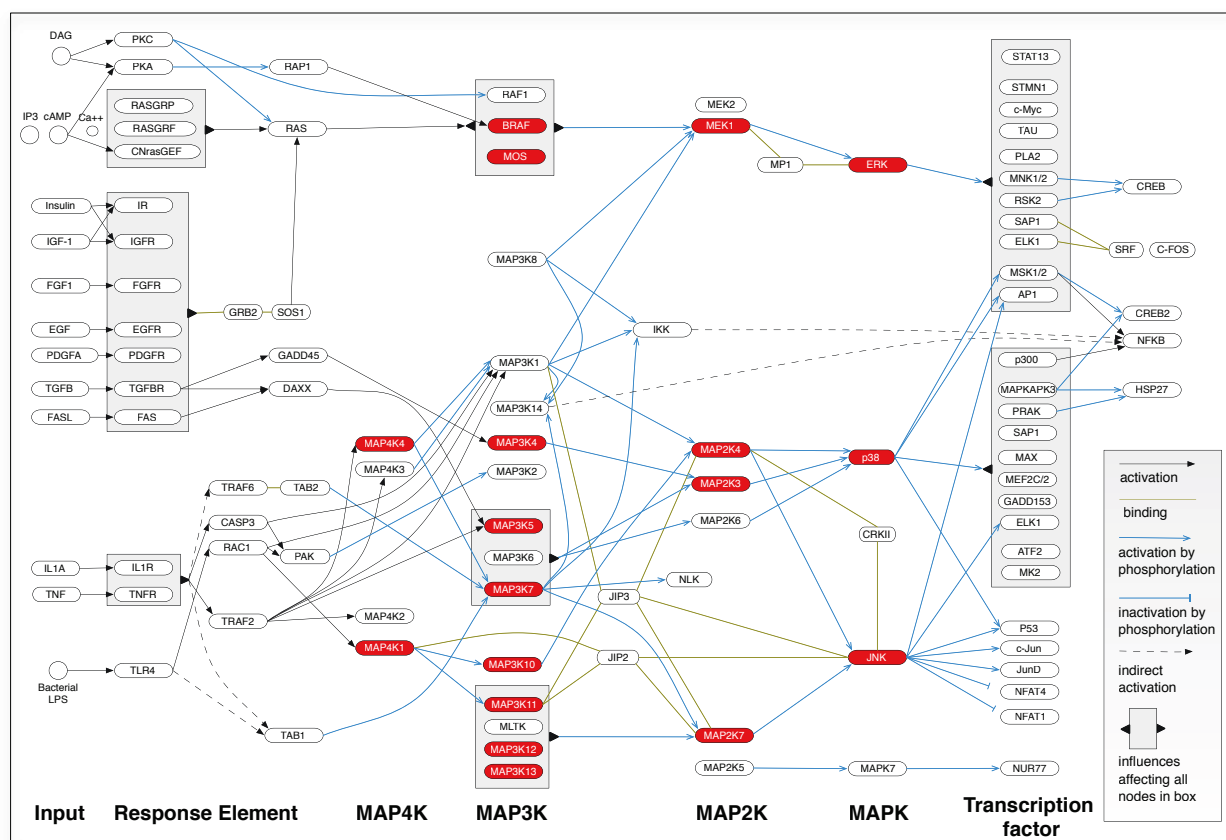 DAG
PKC
PKA
RAP1
IP3
cAMP
Ca++
RASGRP
RASGRF
CNrasGEF
RAS
RAF1
BRAF
MOS
MEK2
MEK1
MP1
ERK
STAT13
STMN1
c-Myc
TAU
PLA2
MNK1/2
RSK2
SAP1
ELK1
MSK1/2
AP1
CREB
SRF
C-FOS
CREB2
NFKB
Insulin
IR
IGF-1
IGFR
FGF1
FGFR
EGF
EGFR
PDGFA
PDGFR
TGFB
TGFBR
FASL
FAS
GRB2
SOS1
GADD45
DAXX
MAP3K8
IKK
MAP3K1
MAP3K14
MAP4K4
MAP3K4
MAP4K3
MAP3K2
MAP2K4
MAP2K3
MAP2K6
p38
CRKII
p300
MAPKAPK3
PRAK
SAP1
MAX
MEF2C/2
GADD153
ELK1
ATF2
MK2
HSP27
TRAF6
TAB2
CASP3
RAC1
PAK
MAP3K5
MAP3K6
MAP3K7
NLK
JIP3
IL1A
IL1R
TNF
TNFR
TRAF2
MAP4K2
MAP4K1
MAP3K10
JIP2
JNK
P53
c-Jun
JunD
NFAT4
NFAT1
Bacterial
LPS
TLR4
TAB1
MAP3K11
MLTK
MAP3K12
MAP3K13
MAP2K7
MAP2K5
MAPK7
NUR77
activation
binding
activation by
phosphorylation
inactivation by
phosphorylation
indirect
activation
influences
affecting all
nodes in box
Input
Response Element
MAP4K
MAP3K
MAP2K
MAPK
Transcription
factor